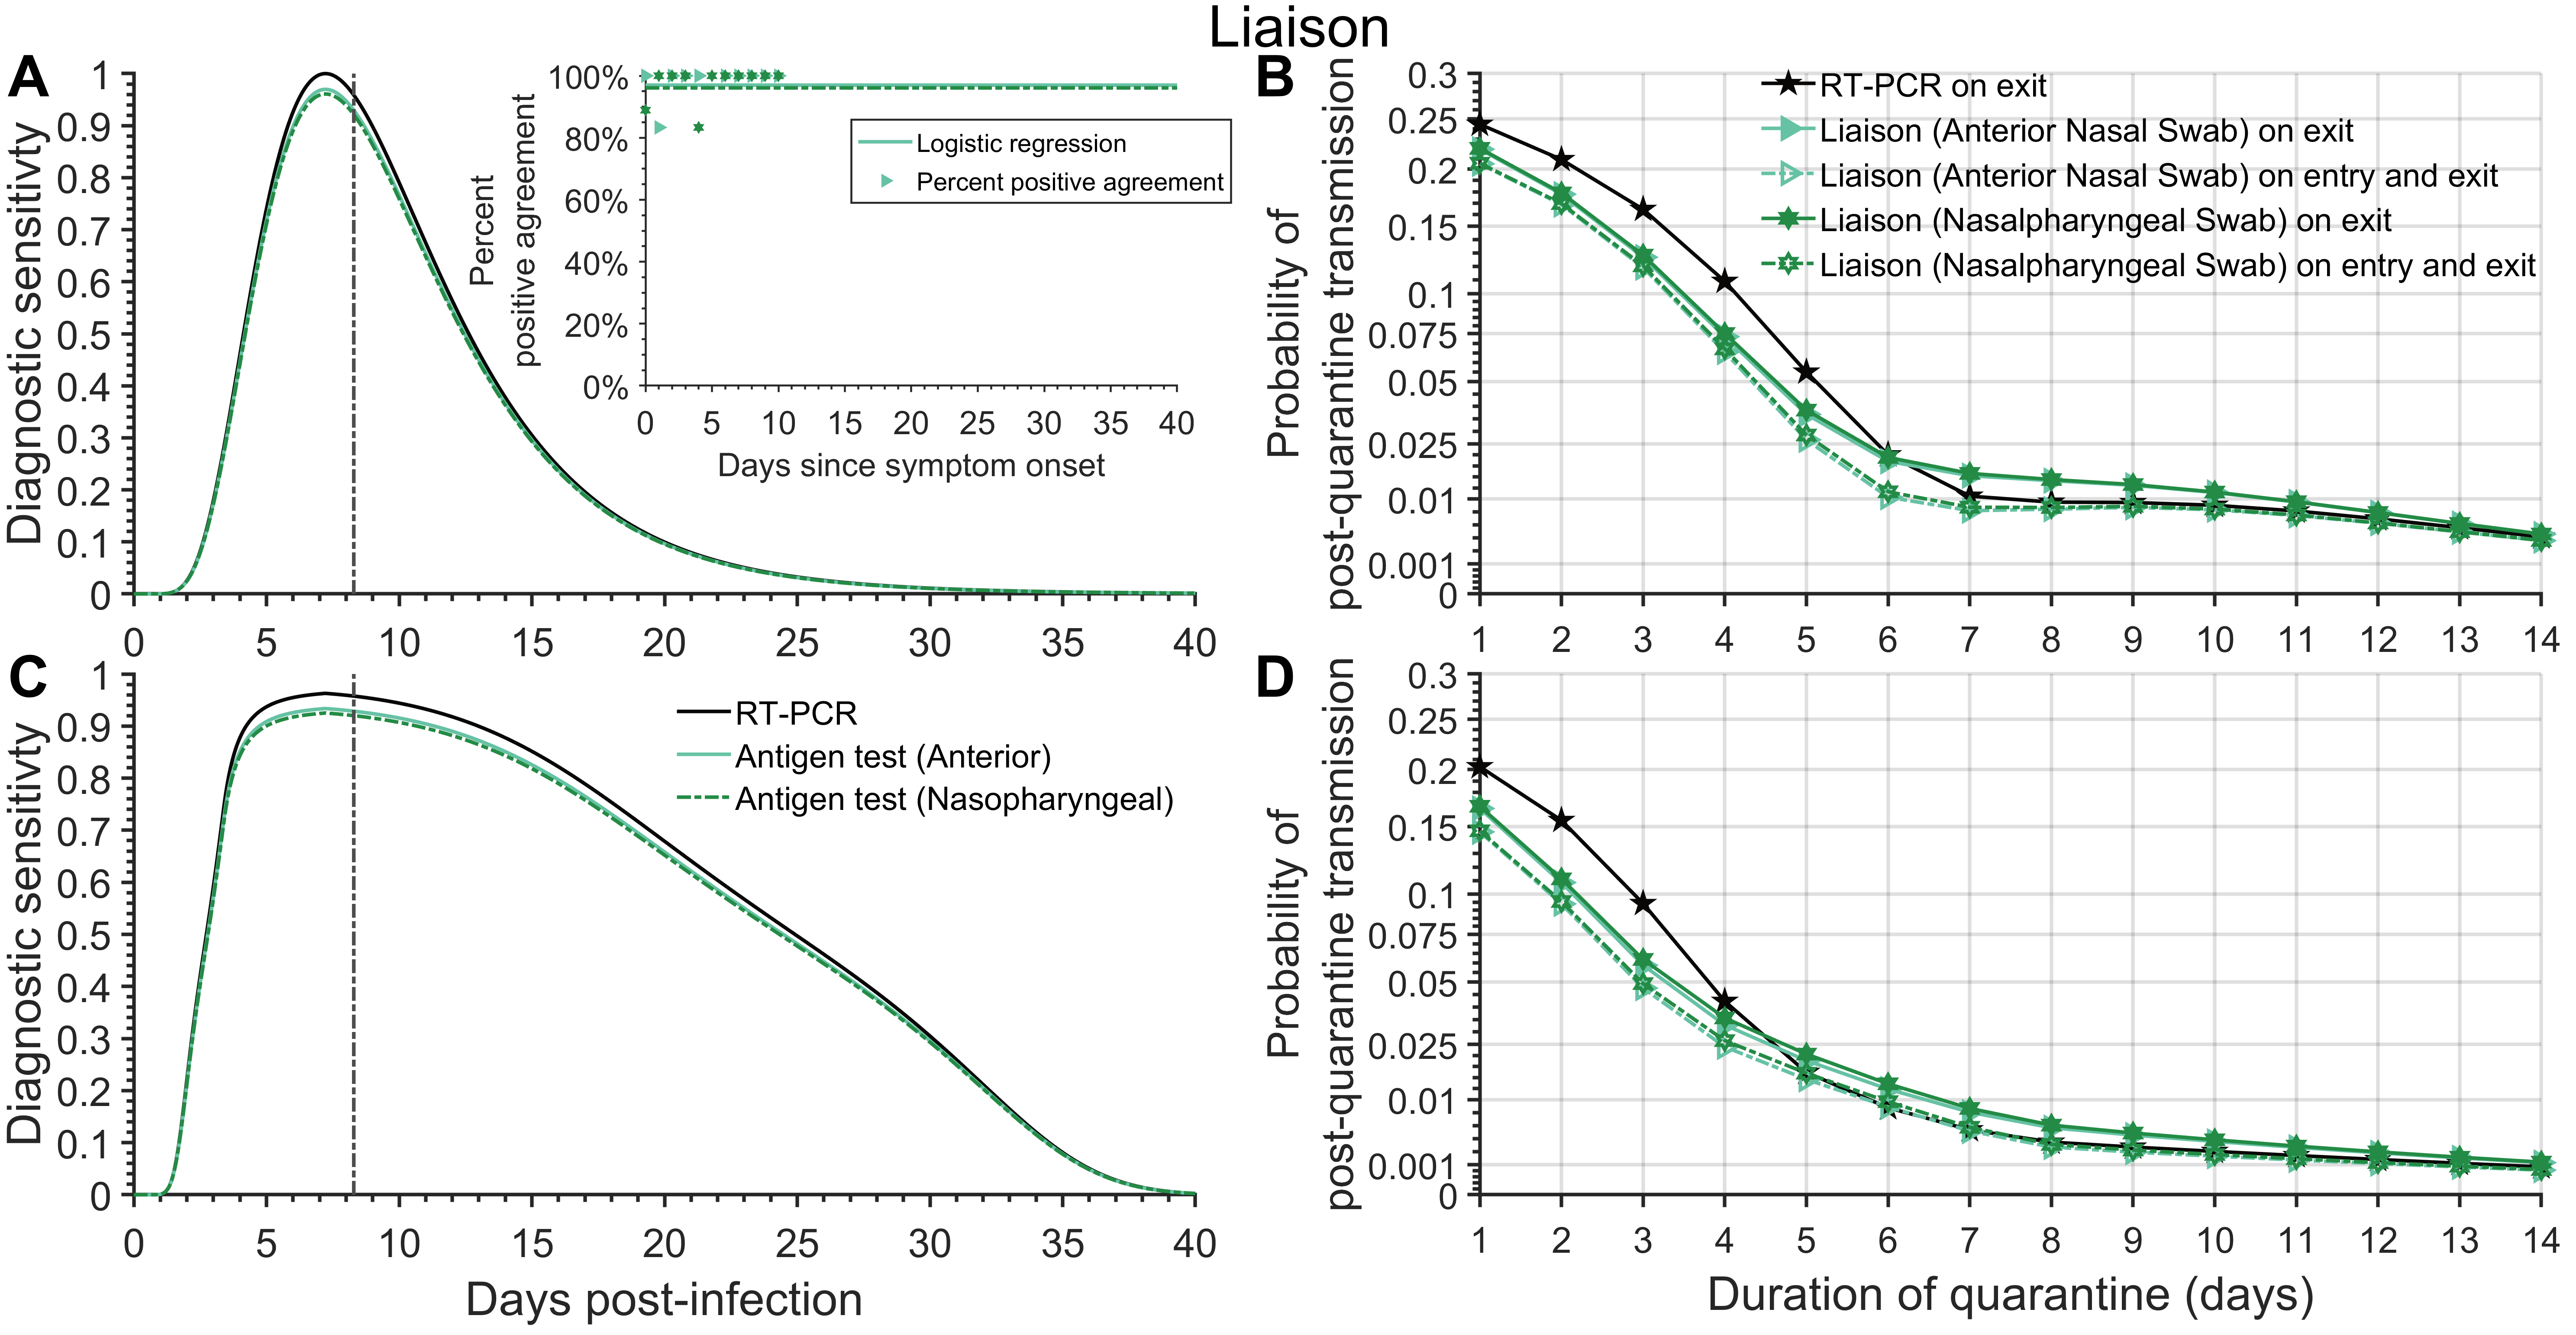 Liaison
A
Diagnostic sensitivty
1
0.9
0.8
0.7
0.6
0.5
0.4
0.3
0.2
0.1
0
0 5 10 15 20 25 30 35 40
Percent
positive agreement
100%
80%
60%
40%
20%
0%
0 5 10 15 20 25 30 35 40
Days since symptom onset
Logistic regression
Percent positive agreement
B
Probability of
post-quarantine transmission
0.3
0.25
0.2
0.15
0.1
0.075
0.05
0.025
0.01
0.001
0
1 2 3 4 5 6 7 8 9 10 11 12 13 14
RT-PCR on exit
Liaison (Anterior Nasal Swab) on exit
Liaison (Anterior Nasal Swab) on entry and exit
Liaison (Nasalpharyngeal Swab) on exit
Liaison (Nasalpharyngeal Swab) on entry and exit
C
Diagnostic sensitivty
1
0.9
0.8
0.7
0.6
0.5
0.4
0.3
0.2
0.1
0
0 5 10 15 20 25 30 35 40
Days post-infection
RT-PCR
Antigen test (Anterior)
Antigen test (Nasopharyngeal)
D
Probability of
post-quarantine transmission
0.3
0.25
0.2
0.15
0.1
0.075
0.05
0.025
0.01
0.001
0
1 2 3 4 5 6 7 8 9 10 11 12 13 14
Duration of quarantine (days)